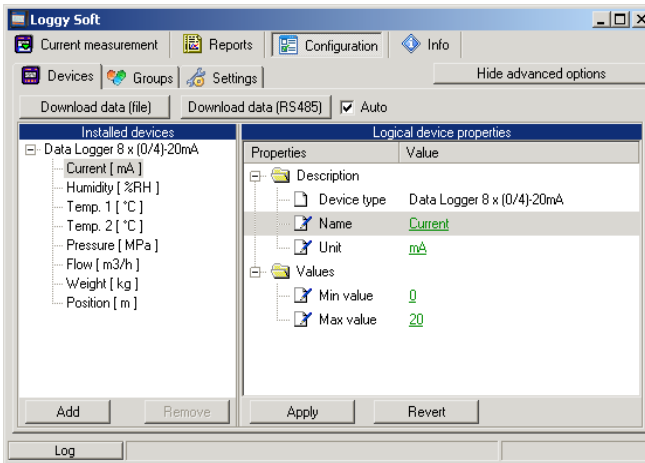 Loggy Soft
Current measurement Reports Configuration Info
Devices Groups Settings Hide advanced options
Download data (file) Download data (RS485) Auto
Installed devices
Data Logger 8 x (0/4)-20mA
Current [ mA ]
Humidity [ %RH ]
Temp. 1 [ °C ]
Temp. 2 [ °C ]
Pressure [ MPa ]
Flow [ m3/h ]
Weight [ kg ]
Position [ m ]
Add Remove
Logical device properties
Properties Value
Description
Device type Data Logger 8 x (0/4)-20mA
Name Current
Unit mA
Values
Min value 0
Max value 20
Apply Revert
Log